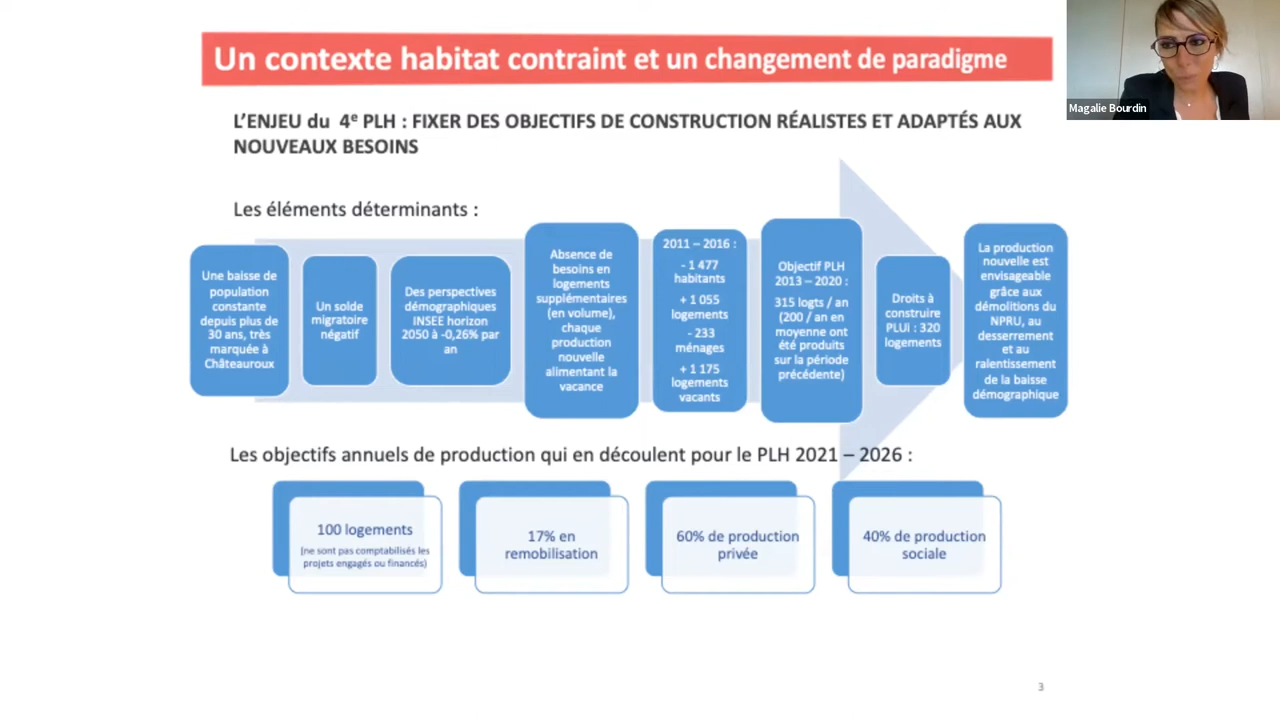 Un contexte habitat contraint et un changement de paradigme
Magalie Bourdin
L'ENJEU du 4e PLH : FIXER DES OBJECTIFS DE CONSTRUCTION RÉALISTES ET ADAPTÉS AUX
NOUVEAUX BESOINS
Les éléments déterminants :
Une baisse de
population
constante
depuis plus de
30 ans, très
marquée à
Châteauroux
Un solde
migratoire
négatif
Des perspectives
démographiques
INSEE horizon
2050 à -0,26% par
an
Absence de
besoins en
logements
supplémentaires
(en volume),
chaque
production
nouvelle
alimentant la
vacance
2011 – 2016 :
- 1 477
habitants
+ 1 055
logements
- 233
ménages
+ 1 175
logements
vacants
Objectif PLH
2013 – 2020 :
315 logts / an
(200 / an en
moyenne ont
été produits
sur la période
précédente)
Droits à
construire
PLUi : 320
logements
La production
nouvelle est
envisageable
grâce aux
démolitions du
NPRU, au
desserrement
et au
ralentissement
de la baisse
démographique
Les objectifs annuels de production qui en découlent pour le PLH 2021 – 2026 :
100 logements
(ne sont pas comptabilisés les
projets engagés ou financés)
17% en
remobilisation
60% de production
privée
40% de production
sociale
3